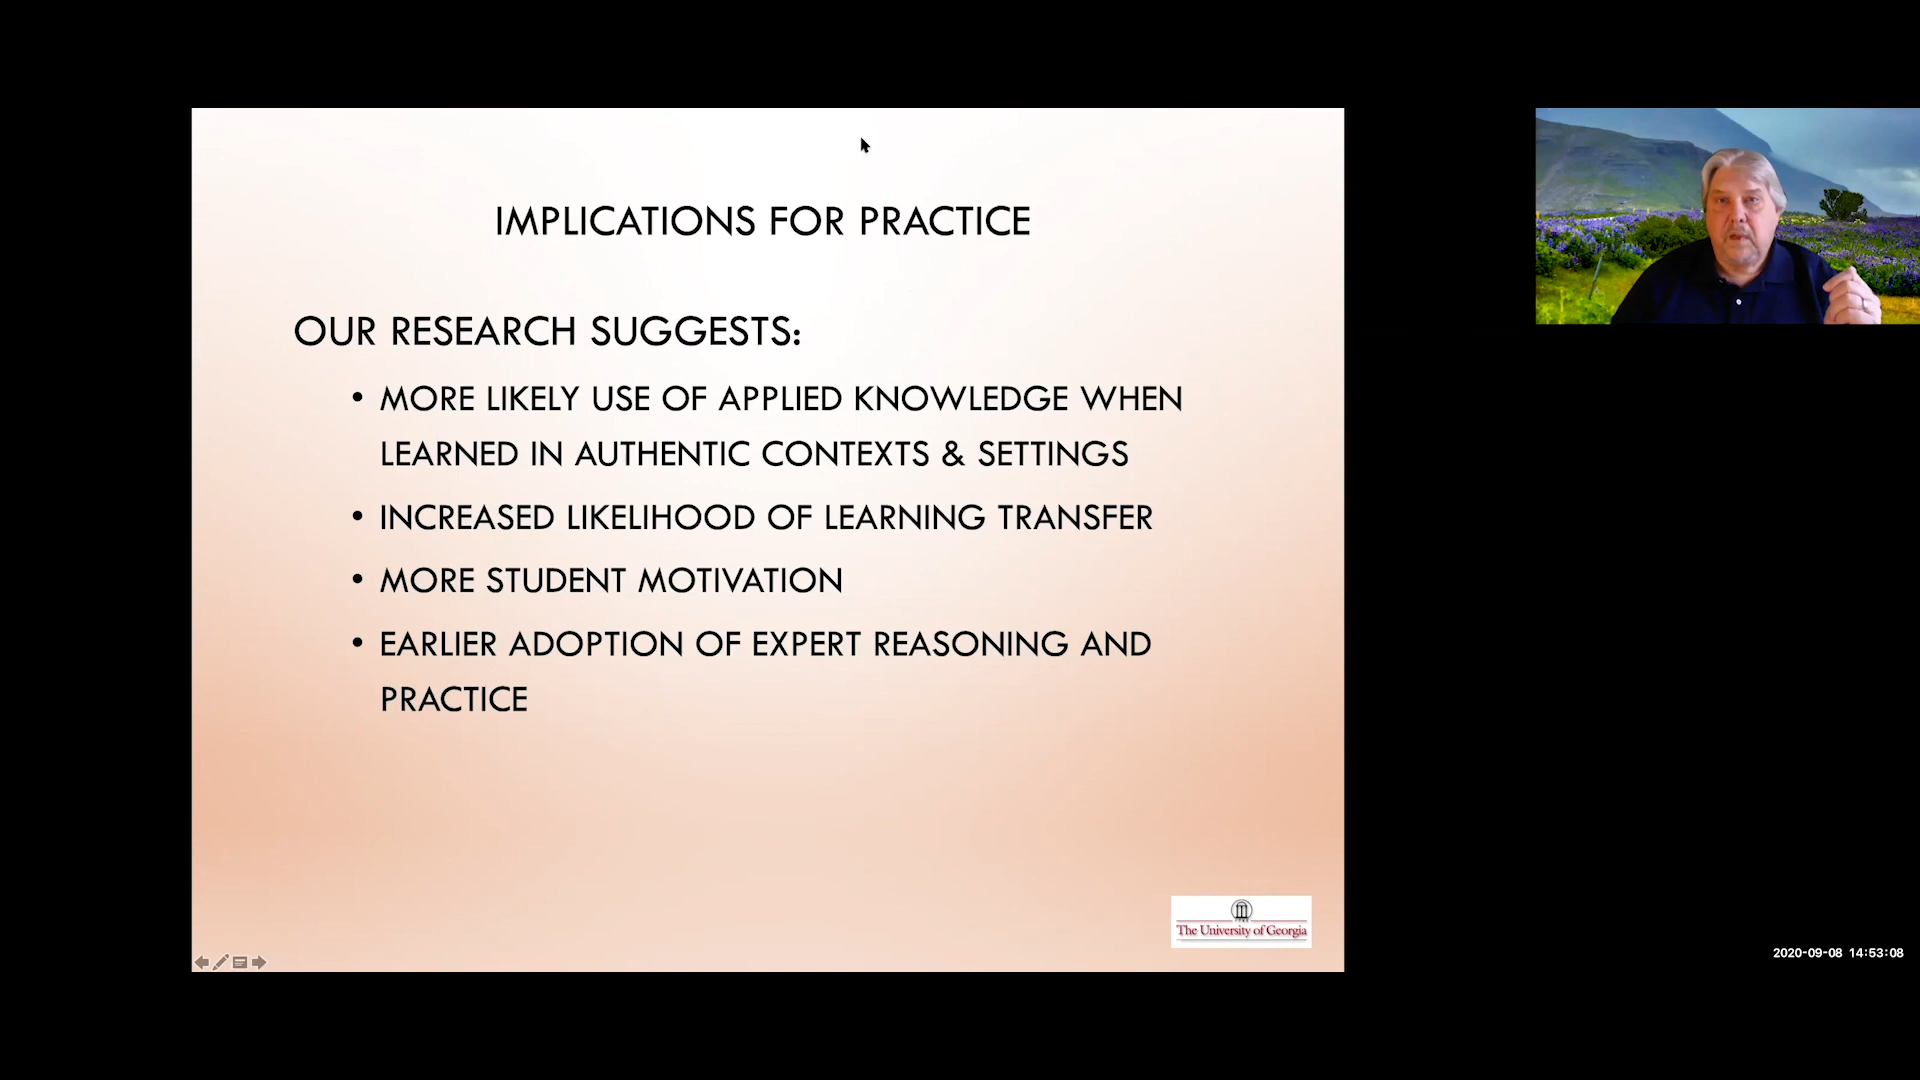 IMPLICATIONS FOR PRACTICE
OUR RESEARCH SUGGESTS:
• MORE LIKELY USE OF APPLIED KNOWLEDGE WHEN
LEARNED IN AUTHENTIC CONTEXTS & SETTINGS
• INCREASED LIKELIHOOD OF LEARNING TRANSFER
• MORE STUDENT MOTIVATION
• EARLIER ADOPTION OF EXPERT REASONING AND
PRACTICE
The University of Georgia
2020-09-08 14:53:08